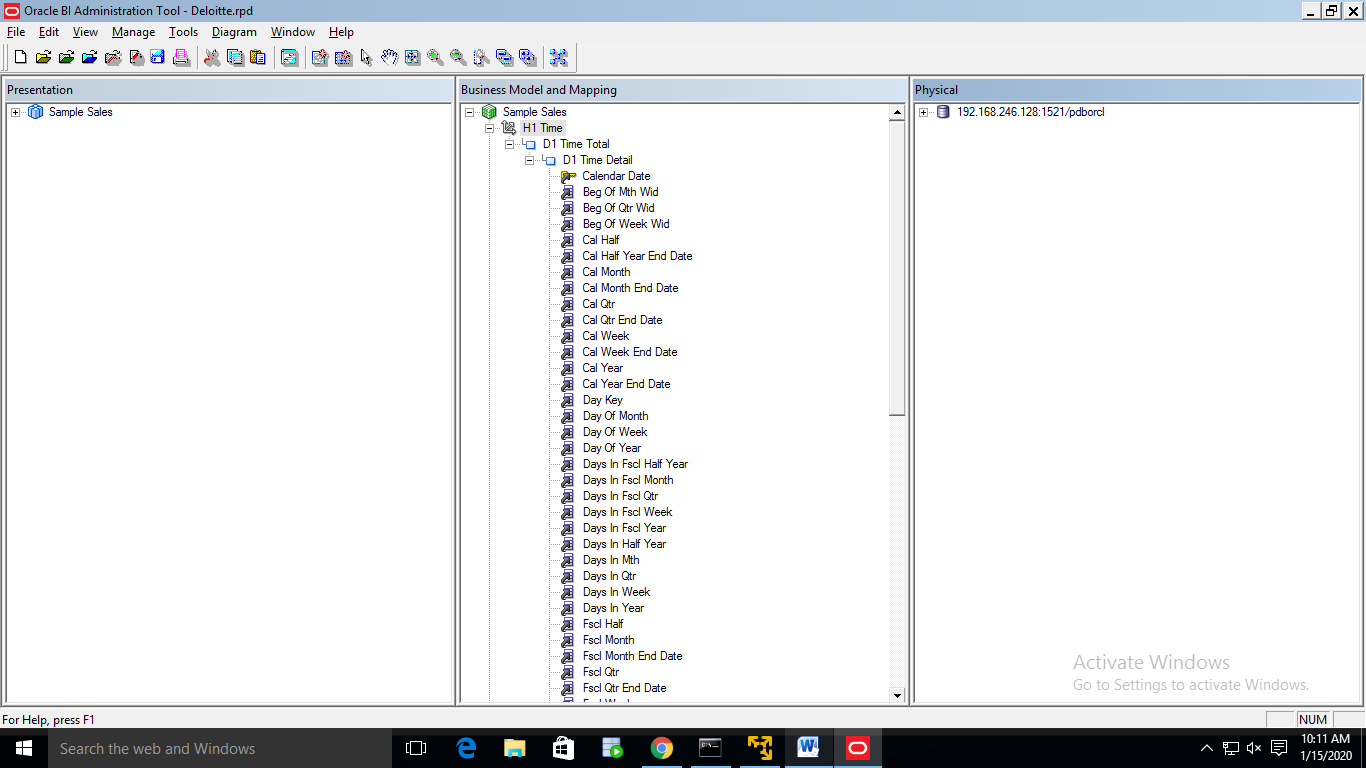 Oracle BI Administration Tool - Deloitte.rpd
File Edit View Manage Tools Diagram Window Help
Presentation
Sample Sales
Business Model and Mapping
Sample Sales
H1 Time
D1 Time Total
D1 Time Detail
Calendar Date
Beg Of Mth Wid
Beg Of Qtr Wid
Beg Of Week Wid
Cal Half
Cal Half Year End Date
Cal Month
Cal Month End Date
Cal Qtr
Cal Qtr End Date
Cal Week
Cal Week End Date
Cal Year
Cal Year End Date
Day Key
Day Of Month
Day Of Week
Day Of Year
Days In Fscl Half Year
Days In Fscl Month
Days In Fscl Qtr
Days In Fscl Week
Days In Fscl Year
Days In Half Year
Days In Mth
Days In Qtr
Days In Week
Days In Year
Fscl Half
Fscl Month
Fscl Month End Date
Fscl Qtr
Fscl Qtr End Date
Physical
192.168.246.128:1521/pdborcl
Activate Windows
Go to Settings to activate Windows.
For Help, press F1
NUM
Search the web and Windows
10:11 AM
1/15/2020